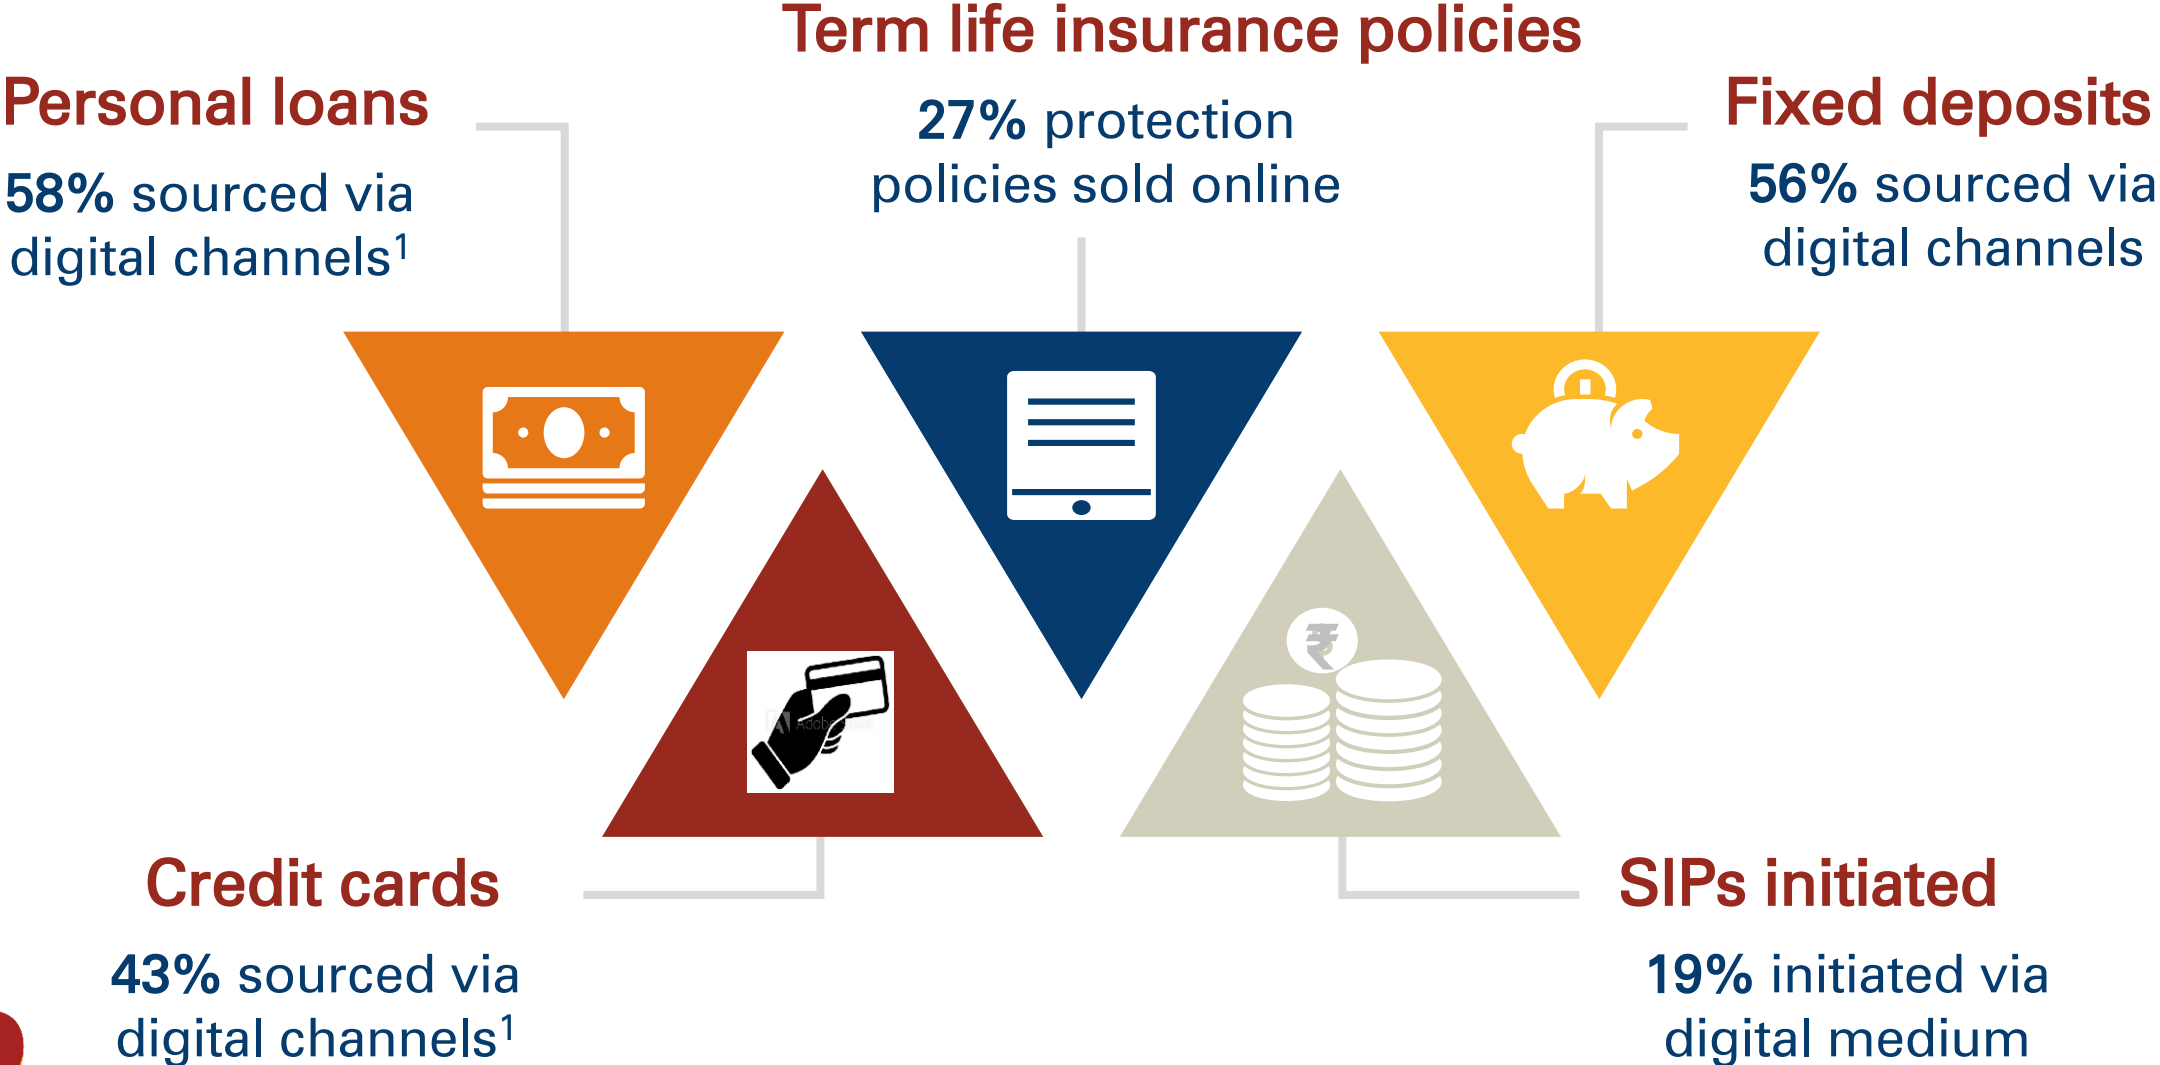 Term life insurance policies
27% protection
policies sold online
Personal loans
58% sourced via
digital channels¹
Fixed deposits
56% sourced via
digital channels
₹
Credit cards
43% sourced via
digital channels¹
SIPs initiated
19% initiated via
digital medium